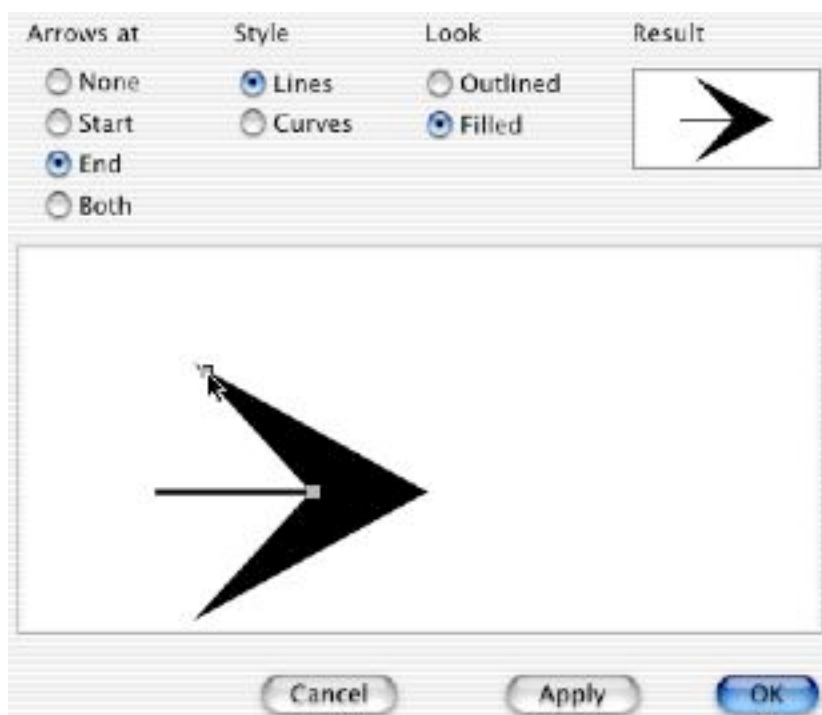 Arrows at Style Look Result
None Lines Outlined
Start Curves Filled
End
Both
Cancel Apply OK